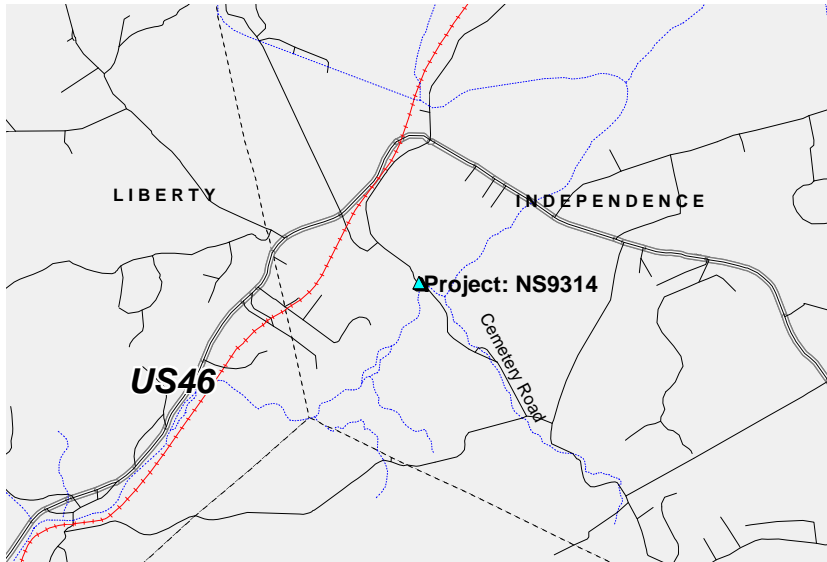 LIBERTY
INDEPENDENCE
Project: NS9314
Cemetery Road
US46